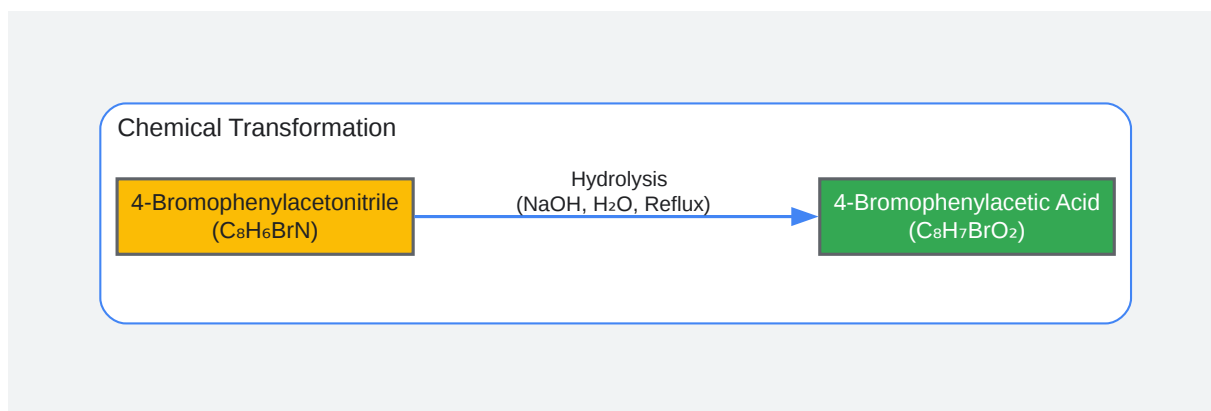 Chemical Transformation
4-Bromophenylacetonitrile
(C₈H₆BrN)
Hydrolysis
(NaOH, H₂O, Reflux)
4-Bromophenylacetic Acid
(C₈H₇BrO₂)